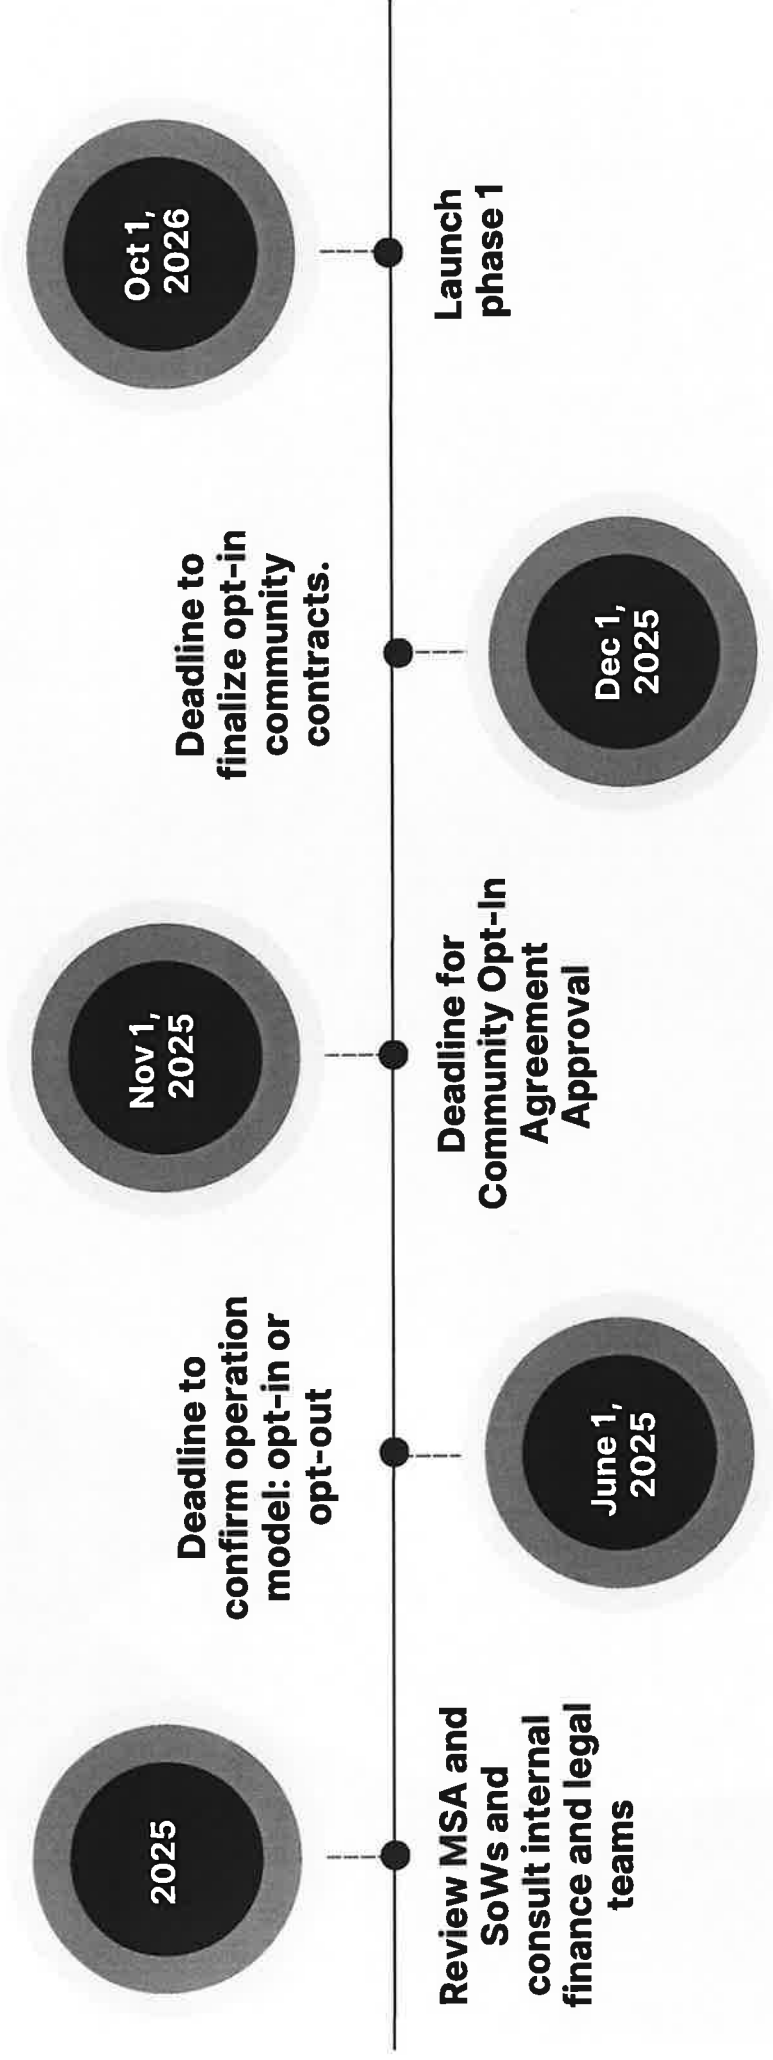 2025
Review MSA and
SoWs and
consult internal
finance and legal
teams
Deadline to
confirm operation
model: opt-in or
opt-out
June 1,
2025
Nov 1,
2025
Deadline for
Community Opt-In
Agreement
Approval
Deadline to
finalize opt-in
community
contracts.
Dec 1,
2025
Oct 1,
2026
Launch
phase 1